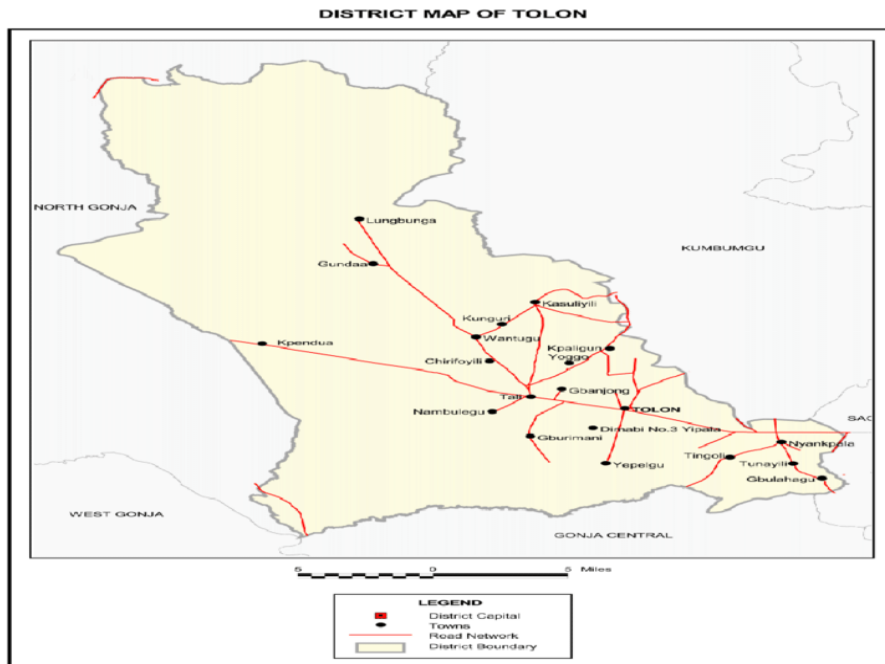 DISTRICT MAP OF TOLON
NORTH GONJA
Lungbunga
KUMBUMGU
Gundaa
Kasuliyili
Kunguri
Wantugu
Kpendua
Kpaligun
Yoggo
Chirifoyili
Gbanjong
Tali
Nambulegu
TOLON
SAG
Dimabi No.3 Yipala
Gburimani
Nyankpala
Tingoli
Tunayili
Yepelgu
Gbulahagu
WEST GONJA
GONJA CENTRAL
5 0 5 Miles
LEGEND
District Capital
Towns
Road Network
District Boundary